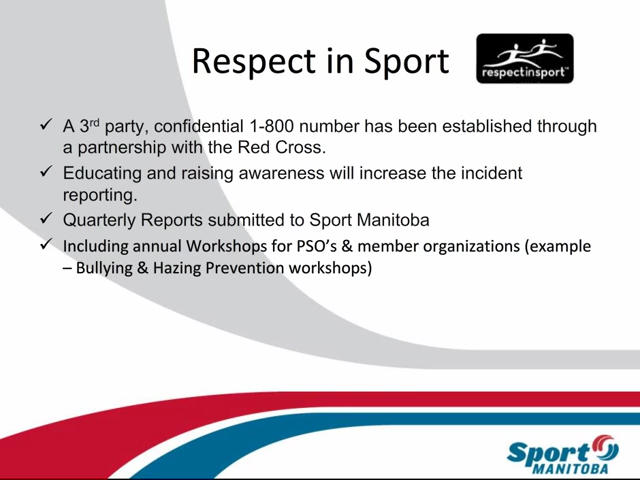 Respect in Sport
respectinsport™
✓ A 3rd party, confidential 1-800 number has been established through
a partnership with the Red Cross.
✓ Educating and raising awareness will increase the incident
reporting.
✓ Quarterly Reports submitted to Sport Manitoba
✓ Including annual Workshops for PSO’s & member organizations (example
– Bullying & Hazing Prevention workshops)
Sport
MANITOBA